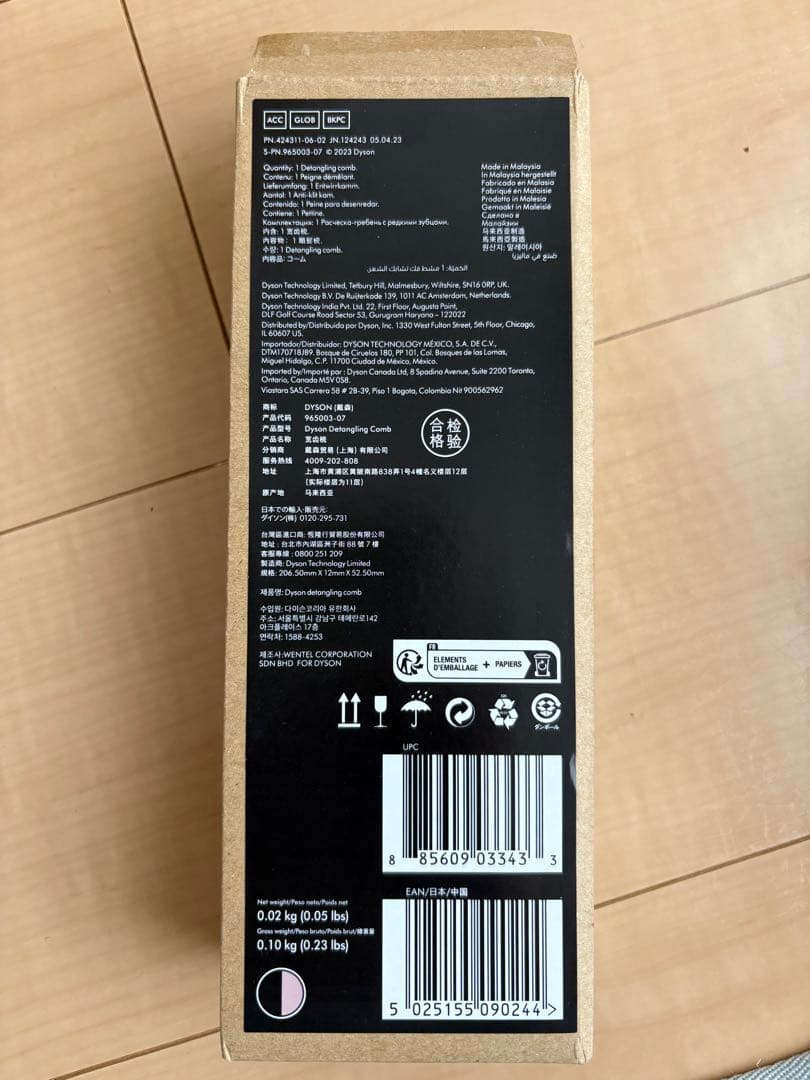 ACC GLOB BKPC
PN.424311-06-02 JN.124243 05.04.23
S-PN.965003-07 © 2023 Dyson
Quantity: 1 Detangling comb.
Contenu: 1 Peigne démêlant.
Lieferumfang: 1 Entwirrkamm.
Aantal: 1 Anti-klit kam.
Contenido: 1 Peine para desenredar.
Contiene: 1 Pettine.
Комплектация: 1 Расческа-гребень с редкими зубцами.
内含: 1 宽齿梳.
內容物: 1 順髮梳.
수량: 1 Detangling comb.
内容品: コーム
الكمية: 1 مشط فك تشابك الشعر.
Made in Malaysia
In Malaysia hergestellt
Fabricado en Malasia
Fabriqué en Malaisie
Prodotto in Malesia
Gemaakt in Maleisië
Сделано в
Малайзии
马来西亚制造
馬來西亞製造
원산지: 말레이시아
صنع في ماليزيا
Dyson Technology Limited, Tetbury Hill, Malmesbury, Wiltshire, SN16 0RP, UK.
Dyson Technology B.V. De Ruijterkade 139, 1011 AC Amsterdam, Netherlands.
Dyson Technology India Pvt. Ltd. 22, First Floor, Augusta Point,
DLF Golf Course Road Sector 53, Gurugram Haryana – 122022
Distributed by/Distribuida por Dyson, Inc. 1330 West Fulton Street, 5th Floor, Chicago,
IL 60607 US.
Importador/Distribuidor: DYSON TECHNOLOGY MÉXICO, S.A. DE C.V.,
DTM170718JB9. Bosque de Ciruelos 180, PP 101, Col. Bosques de las Lomas,
Miguel Hidalgo, C.P. 11700 Ciudad de México, México.
Imported by/Importé par : Dyson Canada Ltd, 8 Spadina Avenue, Suite 2200 Toronto,
Ontario, Canada M5V 0S8.
Viastara SAS Carrera 58 # 2B-39, Piso 1 Bogota, Colombia Nit 900562962
商标 DYSON (戴森)
产品代码 965003-07
产品型号 Dyson Detangling Comb
产品名称 宽齿梳
分销商 戴森贸易 (上海) 有限公司
服务热线 4009-202-808
地址 上海市黄浦区黄陂南路838弄1号4幢名义楼层12层
(实际楼层为11层)
原产地 马来西亚
合检
格验
日本での輸入・販売元:
ダイソン(株) 0120-295-731
台灣區進口商: 恆隆行貿易股份有限公司
地址: 台北市內湖區洲子街 88 號 7 樓
客服專線: 0800 251 209
製造商: Dyson Technology Limited
規格: 206.50mm X 12mm X 52.50mm
제품명: Dyson detangling comb
수입원: 다이슨코리아 유한회사
주소: 서울특별시 강남구 테헤란로142
아크플레이스 17층
연락처: 1588-4253
제조사: WENTEL CORPORATION
SDN BHD FOR DYSON
FR
ELEMENTS
D'EMBALLAGE + PAPIERS
ダンボール
UPC
8 85609 03343 3
EAN/日本/中国
5 025155 090244 >
Net weight/Peso neto/Poids net
0.02 kg (0.05 lbs)
Gross weight/Peso bruto/Poids brut/總重量
0.10 kg (0.23 lbs)